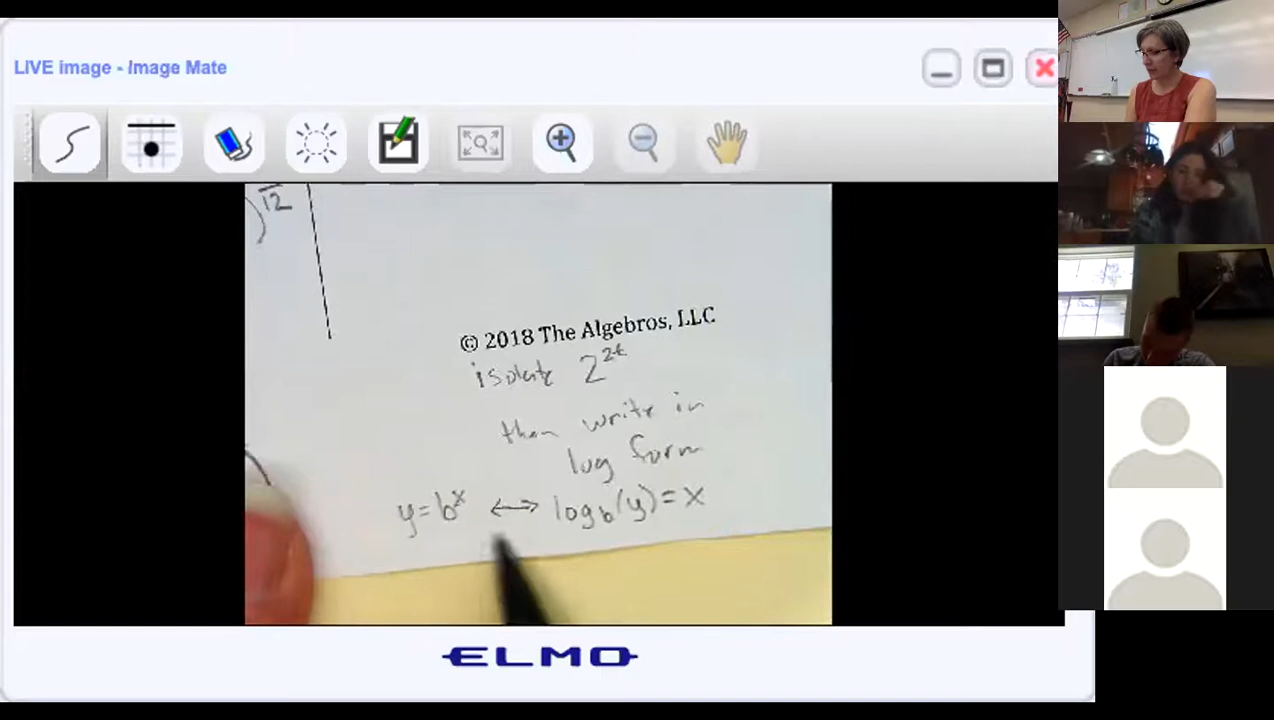 LIVE image - Image Mate
12
© 2018 The Algebros, LLC
isolate 2^{2t}
then write in
log form
y=b^x ↔ log_b(y)=x
ELMO